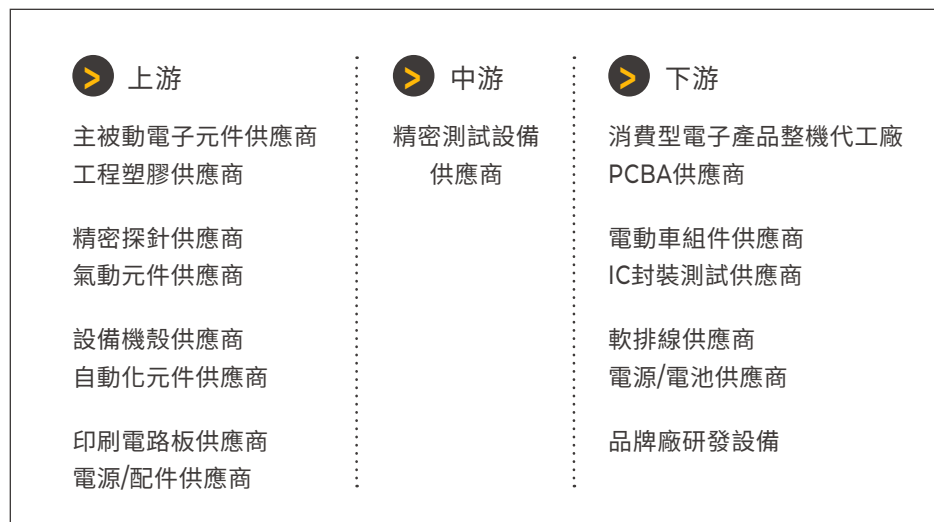 上游
主被動電子元件供應商
工程塑膠供應商
精密探針供應商
氣動元件供應商
設備機殼供應商
自動化元件供應商
印刷電路板供應商
電源/配件供應商
中游
精密測試設備
供應商
下游
消費型電子產品整機代工廠
PCBA供應商
電動車組件供應商
IC封裝測試供應商
軟排線供應商
電源/電池供應商
品牌廠研發設備